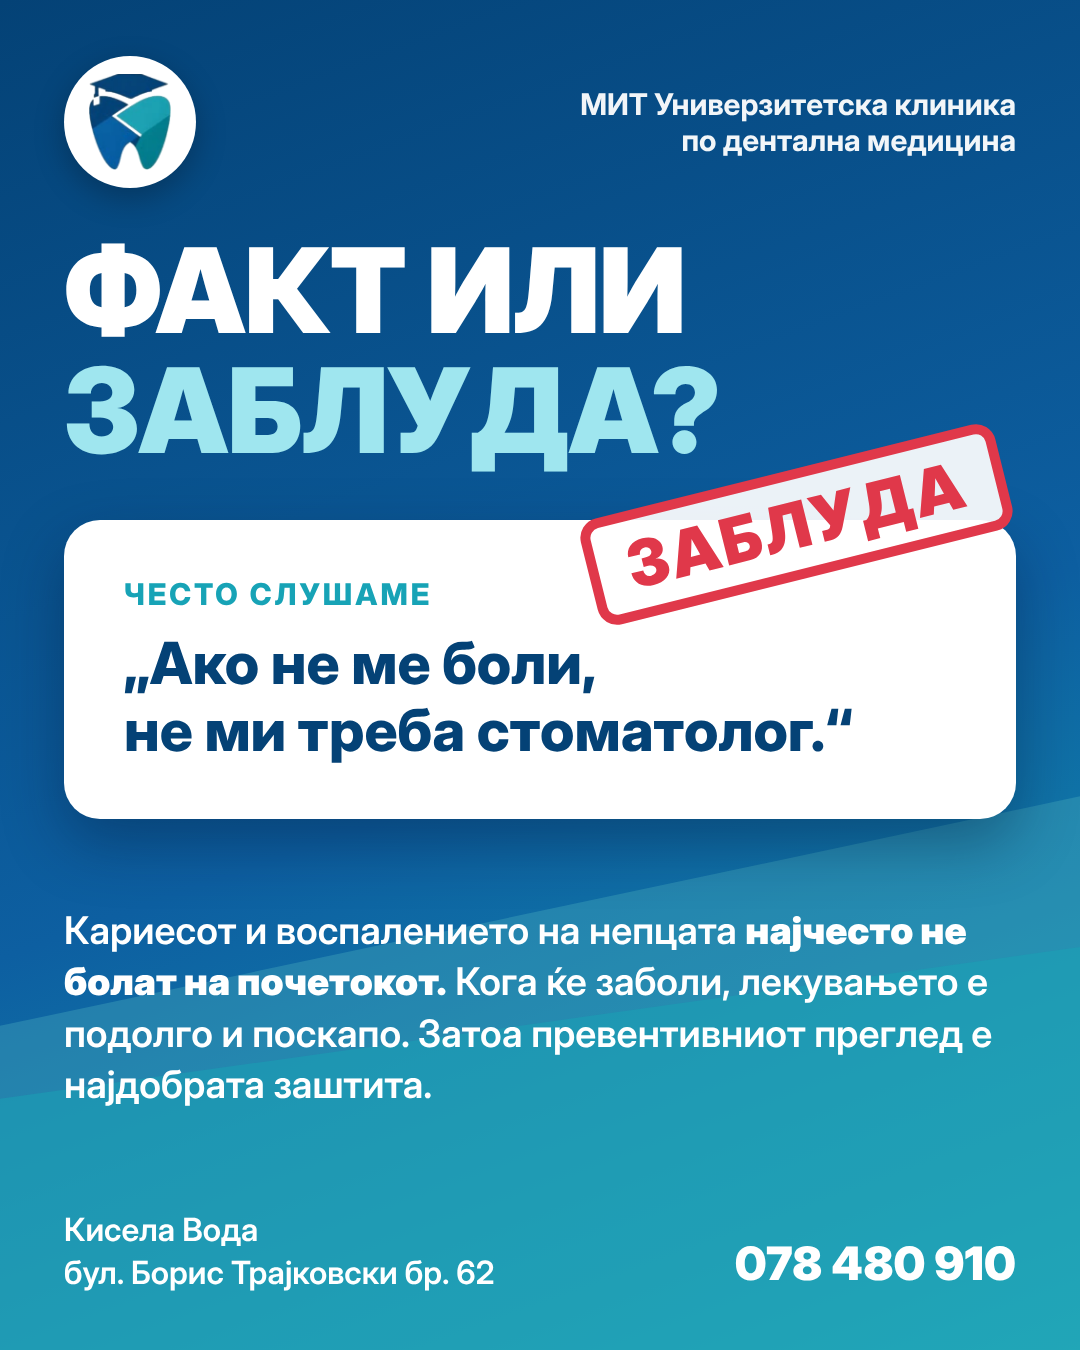 МИТ Универзитетска клиника
по дентална медицина
ФАКТ ИЛИ
ЗАБЛУДА?
ЗАБЛУДА
ЧЕСТО СЛУШАМЕ
„Ако не ме боли,
не ми треба стоматолог.“
Кариесот и воспалението на непцата најчесто не
болат на почетокот. Кога ќе заболи, лекувањето е
подолго и поскапо. Затоа превентивниот преглед е
најдобрата заштита.
Кисела Вода
бул. Борис Трајковски бр. 62
078 480 910